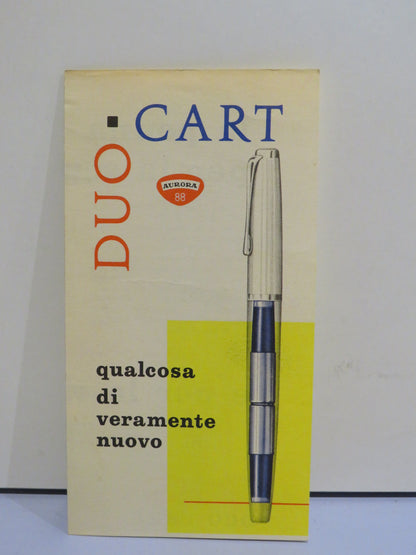 DUO
CART
AURORA
88
qualcosa
di
veramente
nuovo